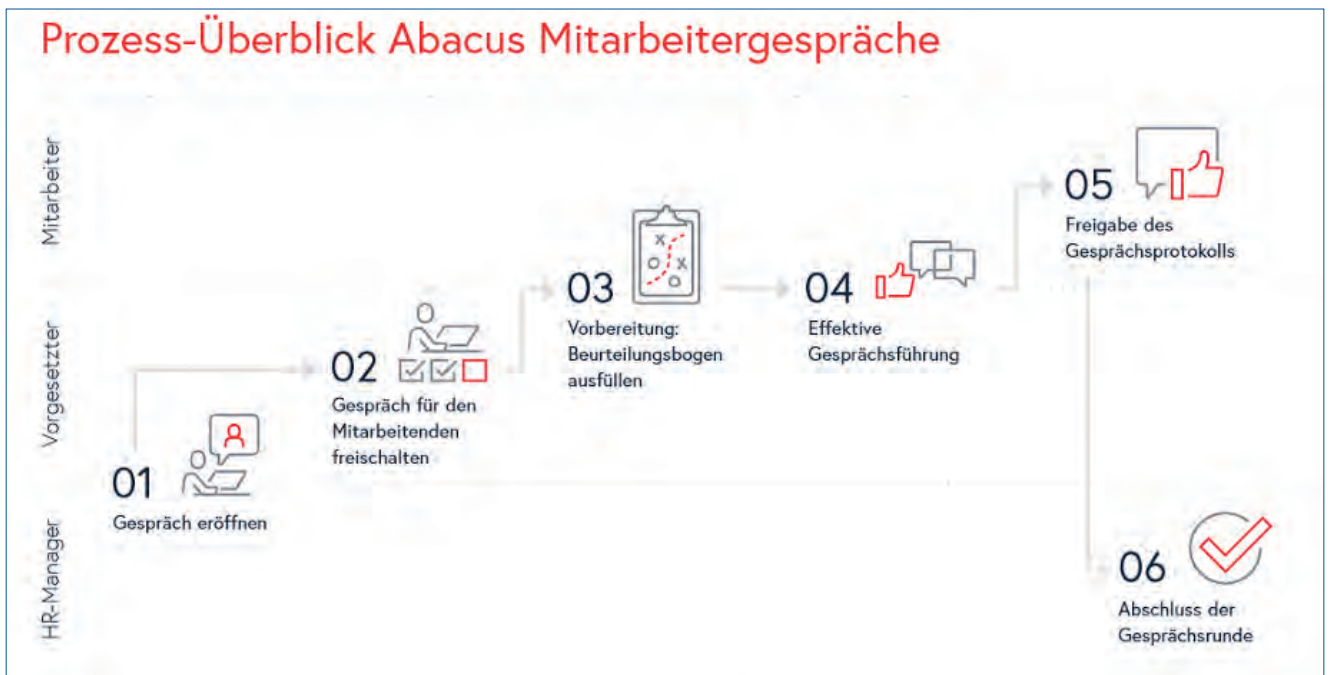 Prozess-Überblick Abacus Mitarbeitergespräche
Mitarbeiter
Vorgesetzter
HR-Manager
01
Gespräch eröffnen
02
Gespräch für den
Mitarbeitenden
freischalten
03
Vorbereitung:
Beurteilungsbogen
ausfüllen
04
Effektive
Gesprächsführung
05
Freigabe des
Gesprächsprotokolls
06
Abschluss der
Gesprächsrunde